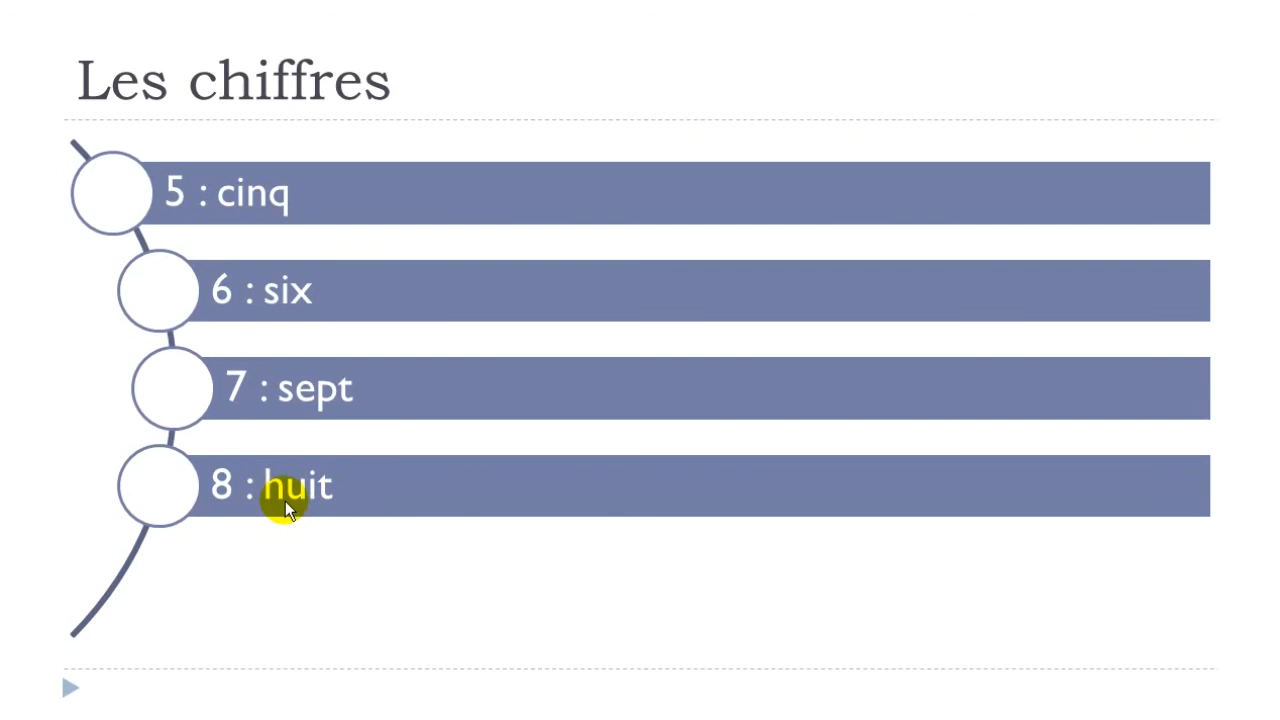 Les chiffres
5 : cinq
6 : six
7 : sept
8 : huit